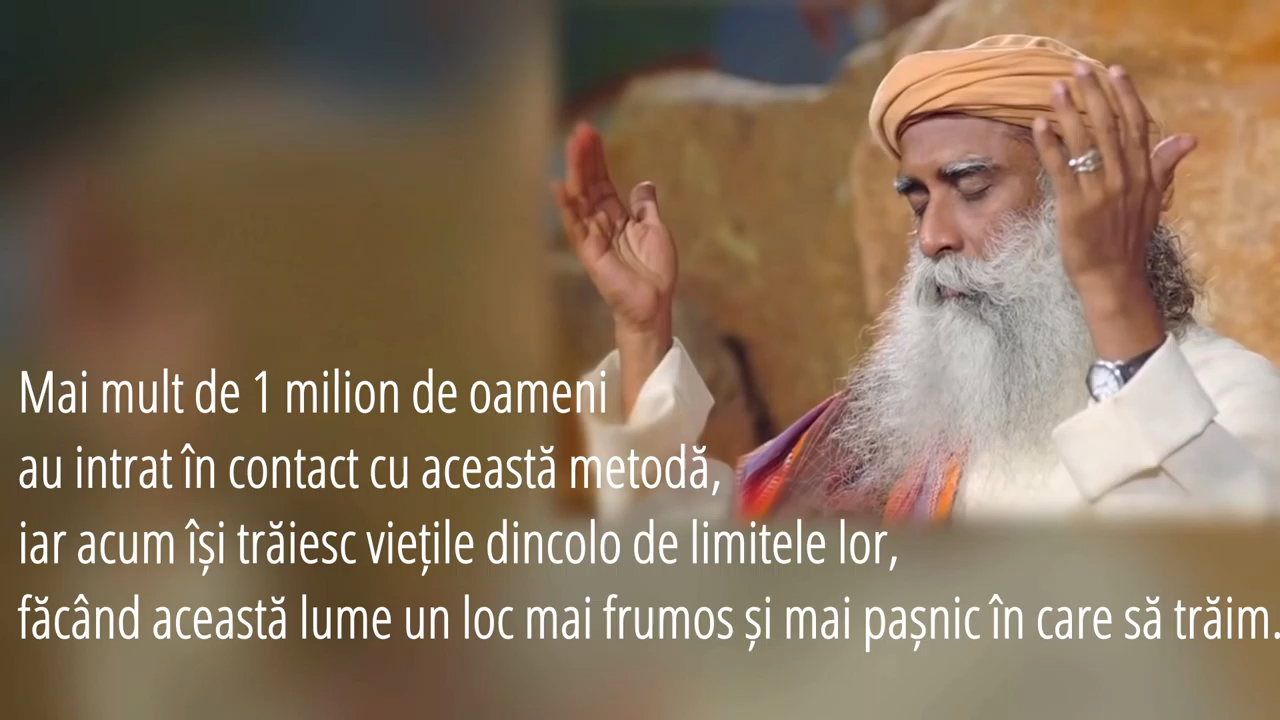 Mai mult de 1 milion de oameni
au intrat în contact cu această metodă,
iar acum își trăiesc viețile dincolo de limitele lor,
făcând această lume un loc mai frumos și mai pașnic în care să trăim.